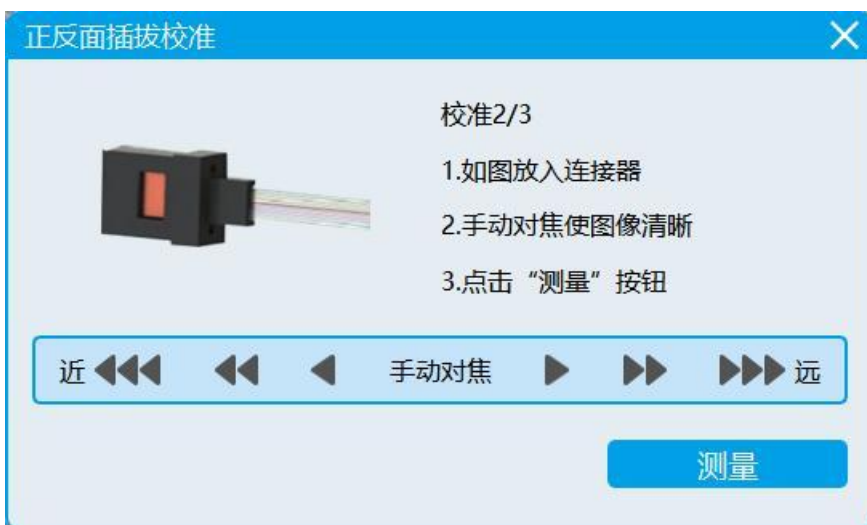 正反面插拔校准
校准2/3
1.如图放入连接器
2.手动对焦使图像清晰
3.点击“测量”按钮
近 手动对焦 远
测量